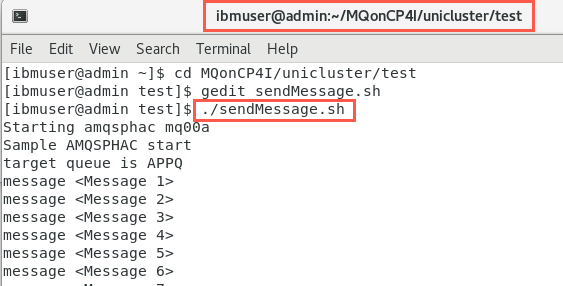 ibmuser@admin:~/MQonCP4I/unicluster/test
File Edit View Search Terminal Help
[ibmuser@admin ~]$ cd MQonCP4I/unicluster/test
[ibmuser@admin test]$ gedit sendMessage.sh
[ibmuser@admin test]$ ./sendMessage.sh
Starting amqsphac mq00a
Sample AMQSPHAC start
target queue is APPQ
message <Message 1>
message <Message 2>
message <Message 3>
message <Message 4>
message <Message 5>
message <Message 6>